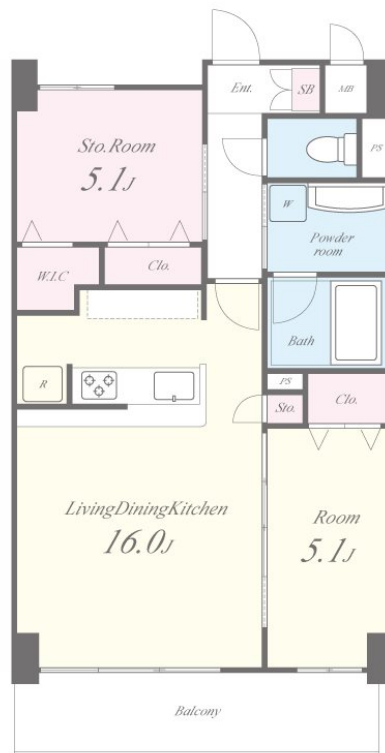 Ent.
SB
MB
Sto.Room
5.1J
PS
W
Powder
room
W.I.C
Clo.
Bath
R
PS
Sto.
Clo.
LivingDiningKitchen
16.0J
Room
5.1J
Balcony